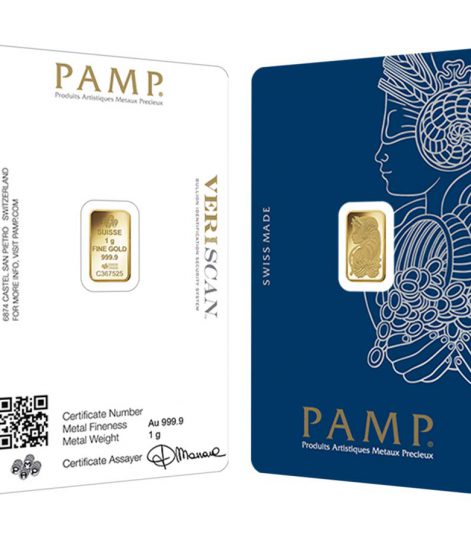 PAMP.
Produits Artistiques Metaux Precieux
6874 CASTEL SAN PIETRO SWITZERLAND
FOR MORE INFO. VISIT PAMP.COM
SUISSE
1 g
FINE GOLD
999.9
C367525
VERISCAN
BULLION IDENTIFICATION SECURITY SYSTEM
Certificate Number
Metal Fineness Au 999.9
Metal Weight 1 g
Certificate Assayer
SWISS MADE
PAMP
Produits Artistiques Métaux Précieux